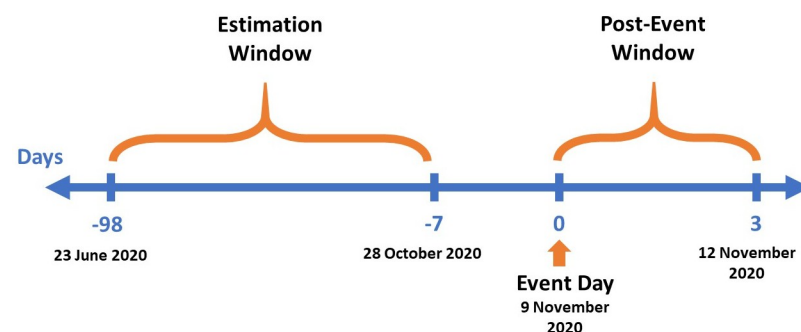 Estimation
Window
Post-Event
Window
Days
-98
-7
0
3
23 June 2020
28 October 2020
12 November
2020
Event Day
9 November
2020